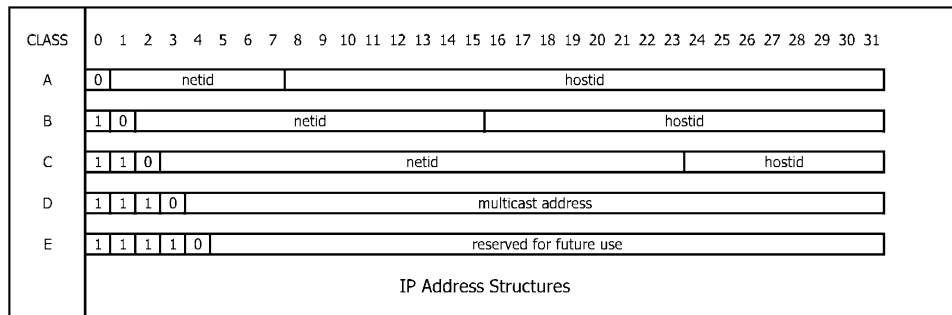 CLASS 0 1 2 3 4 5 6 7 8 9 10 11 12 13 14 15 16 17 18 19 20 21 22 23 24 25 26 27 28 29 30 31
A 0 netid hostid
B 1 0 netid hostid
C 1 1 0 netid hostid
D 1 1 1 0 multicast address
E 1 1 1 1 0 reserved for future use
IP Address Structures